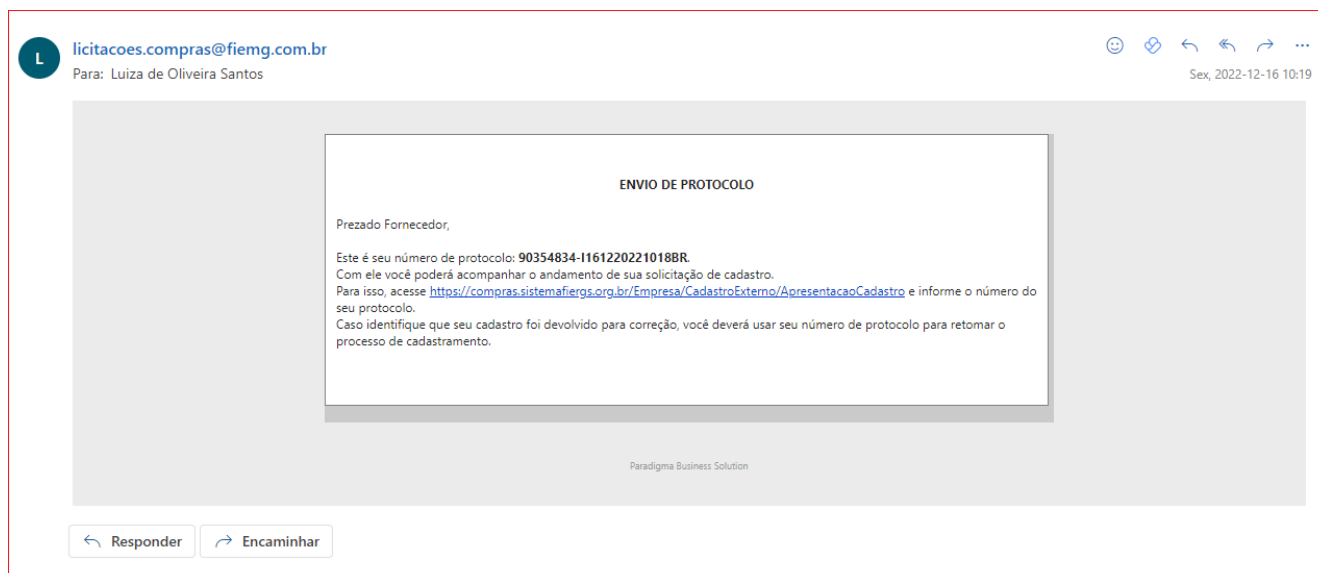 L
licitacoes.compras@fiemg.com.br
Para: Luiza de Oliveira Santos
Sex, 2022-12-16 10:19
ENVIO DE PROTOCOLO
Prezado Fornecedor,
Este é seu número de protocolo: 90354834-I161220221018BR.
Com ele você poderá acompanhar o andamento de sua solicitação de cadastro.
Para isso, acesse https://compras.sistemafiergs.org.br/Empresa/CadastroExterno/ApresentacaoCadastro e informe o número do
seu protocolo.
Caso identifique que seu cadastro foi devolvido para correção, você deverá usar seu número de protocolo para retomar o
processo de cadastramento.
Paradigma Business Solution
Responder
Encaminhar